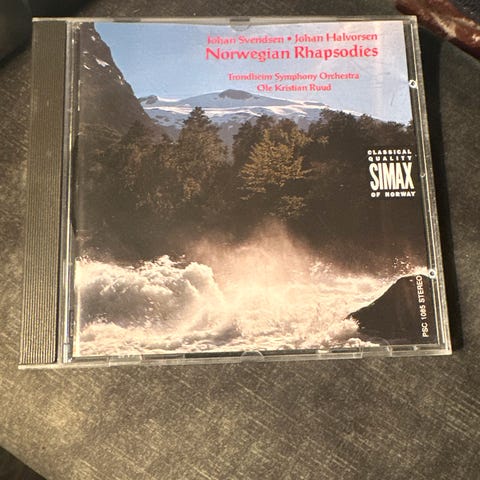 Johan Svendsen • Johan Halvorsen
Norwegian Rhapsodies
Trondheim Symphony Orchestra
Ole Kristian Ruud
CLASSICAL
QUALITY
SIMAX
OF NORWAY
PSC 1085 STEREO